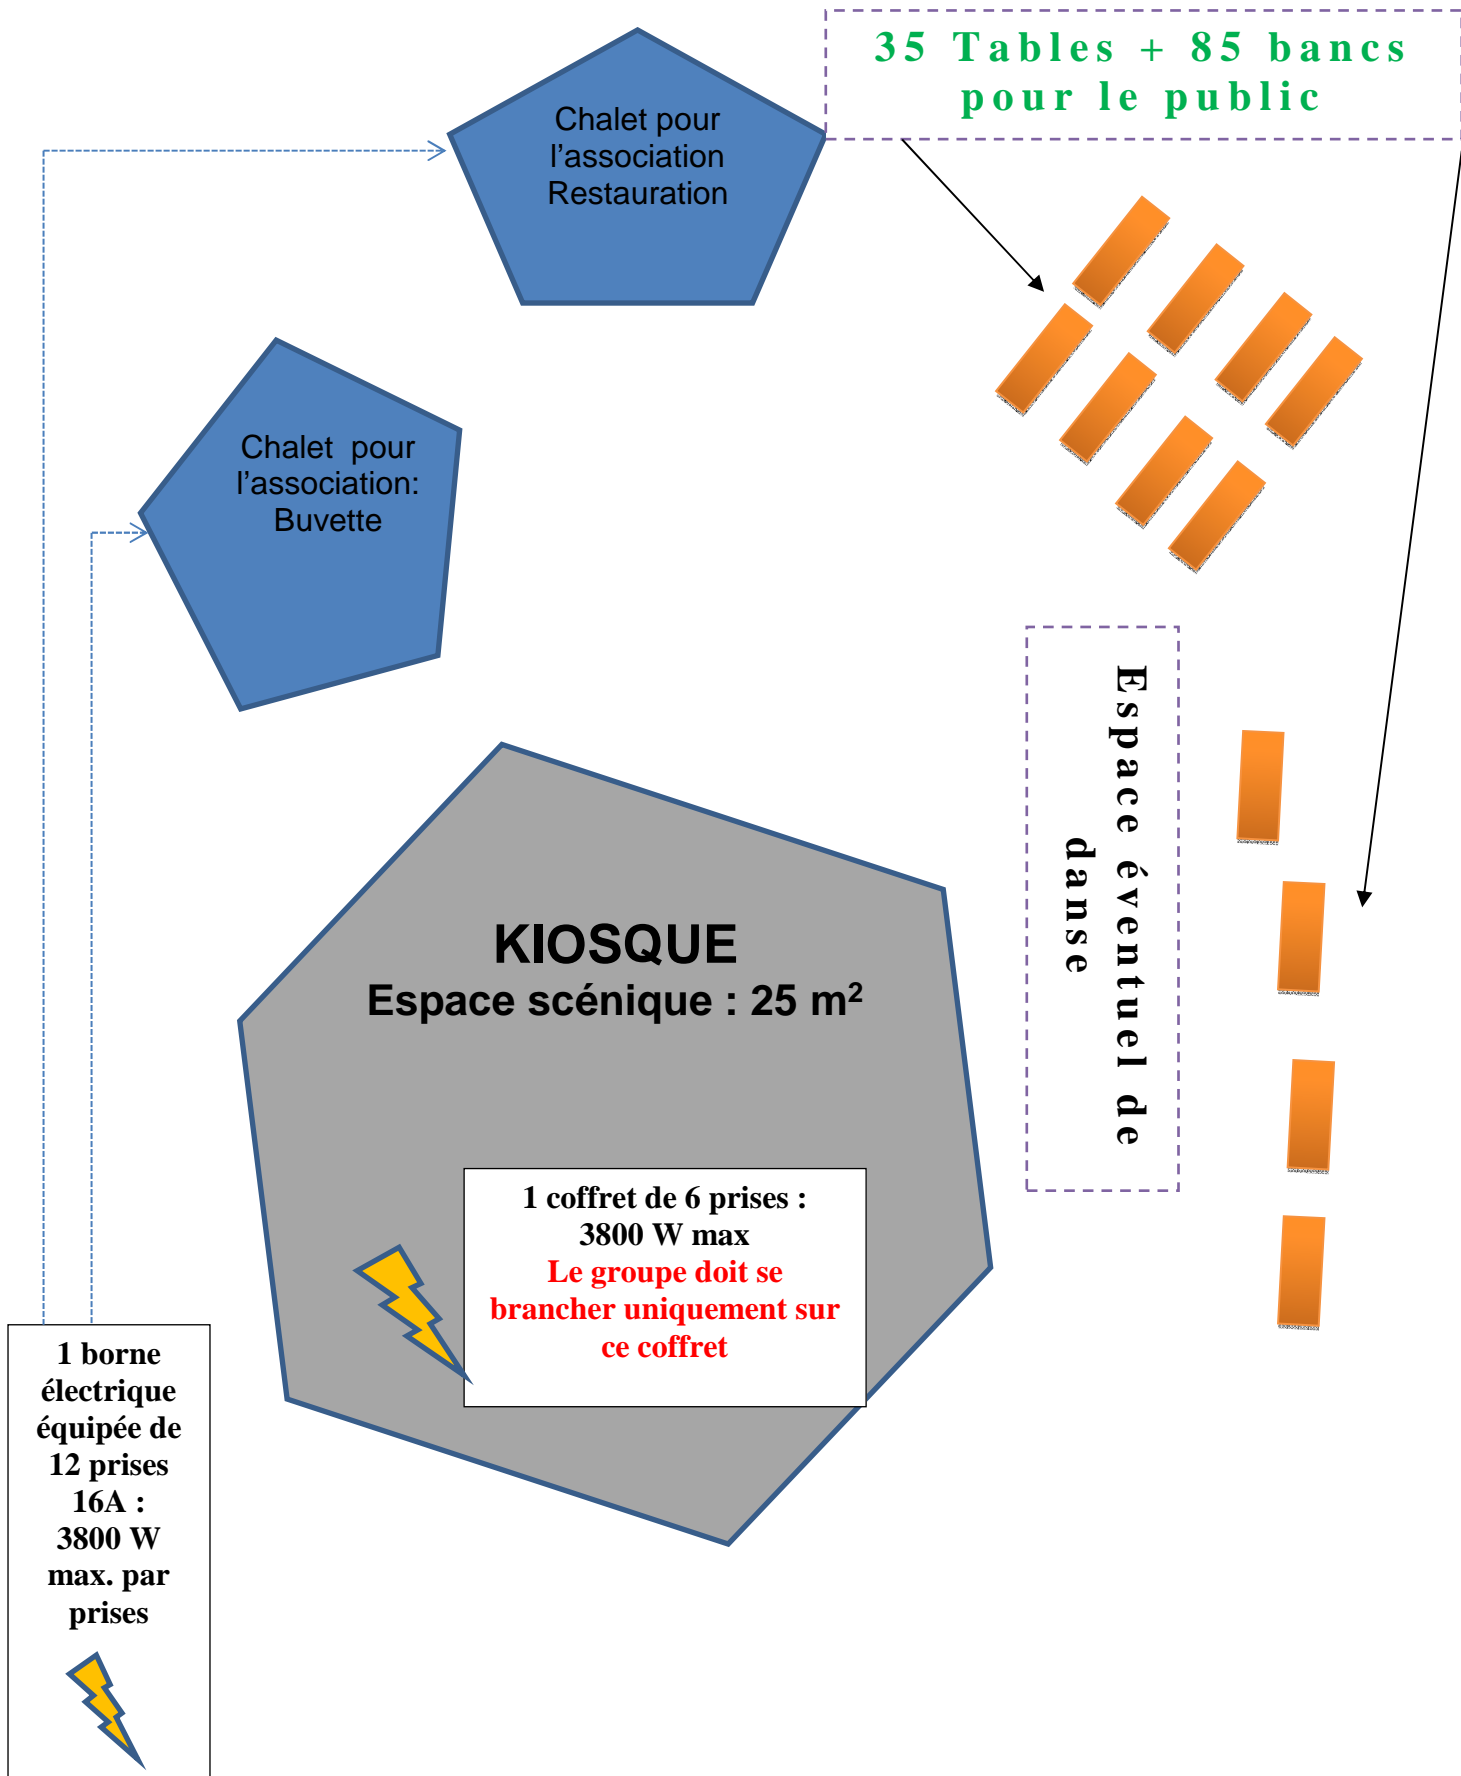 35 Tables + 85 bancs
pour le public
Chalet pour
l’association
Restauration
Chalet pour
l’association:
Buvette
Espace éventuel de
danse
KIOSQUE
Espace scénique : 25 m²
1 coffret de 6 prises :
3800 W max
Le groupe doit se
brancher uniquement sur
ce coffret
1 borne
électrique
équipée de
12 prises
16A :
3800 W
max. par
prises